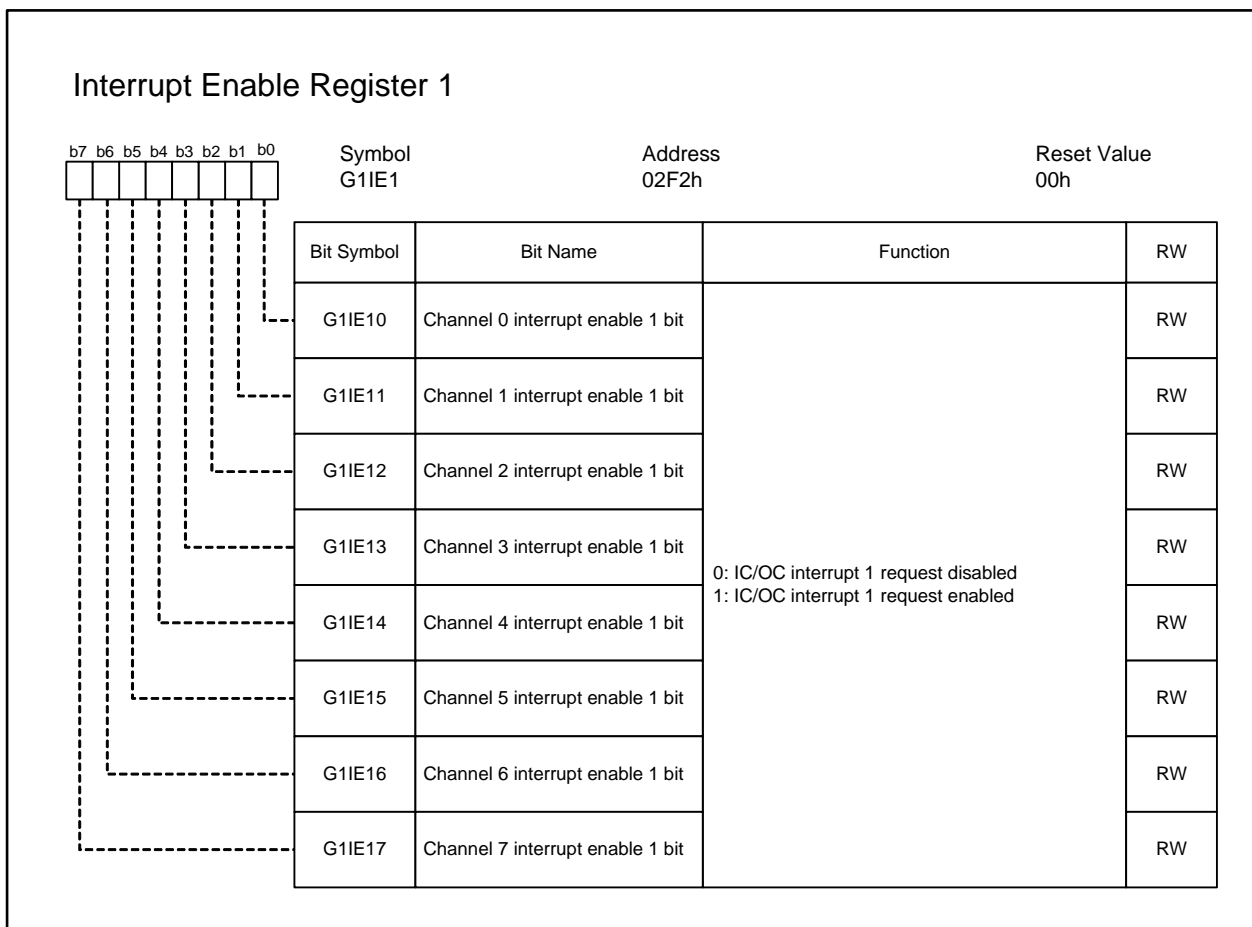 Interrupt Enable Register 1
b7 b6 b5 b4 b3 b2 b1 b0
Symbol Address Reset Value
G1IE1 02F2h 00h
Bit Symbol Bit Name Function RW
G1IE10 Channel 0 interrupt enable 1 bit RW
G1IE11 Channel 1 interrupt enable 1 bit RW
G1IE12 Channel 2 interrupt enable 1 bit RW
G1IE13 Channel 3 interrupt enable 1 bit RW
0: IC/OC interrupt 1 request disabled
1: IC/OC interrupt 1 request enabled
G1IE14 Channel 4 interrupt enable 1 bit RW
G1IE15 Channel 5 interrupt enable 1 bit RW
G1IE16 Channel 6 interrupt enable 1 bit RW
G1IE17 Channel 7 interrupt enable 1 bit RW